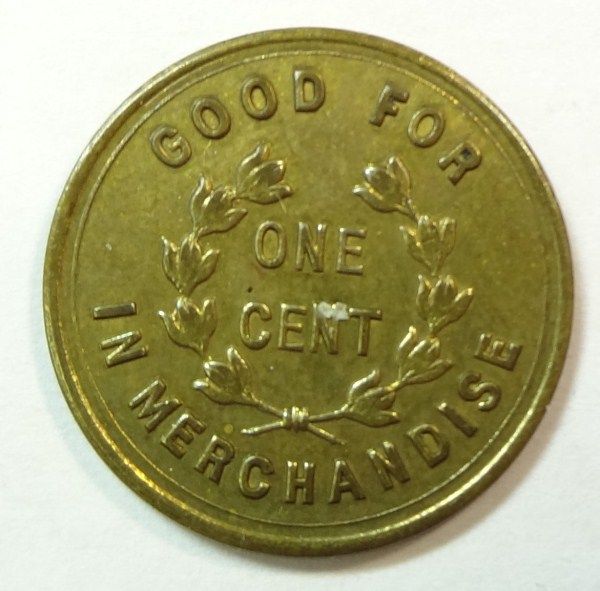 GOOD FOR
ONE
CENT
IN MERCHANDISE